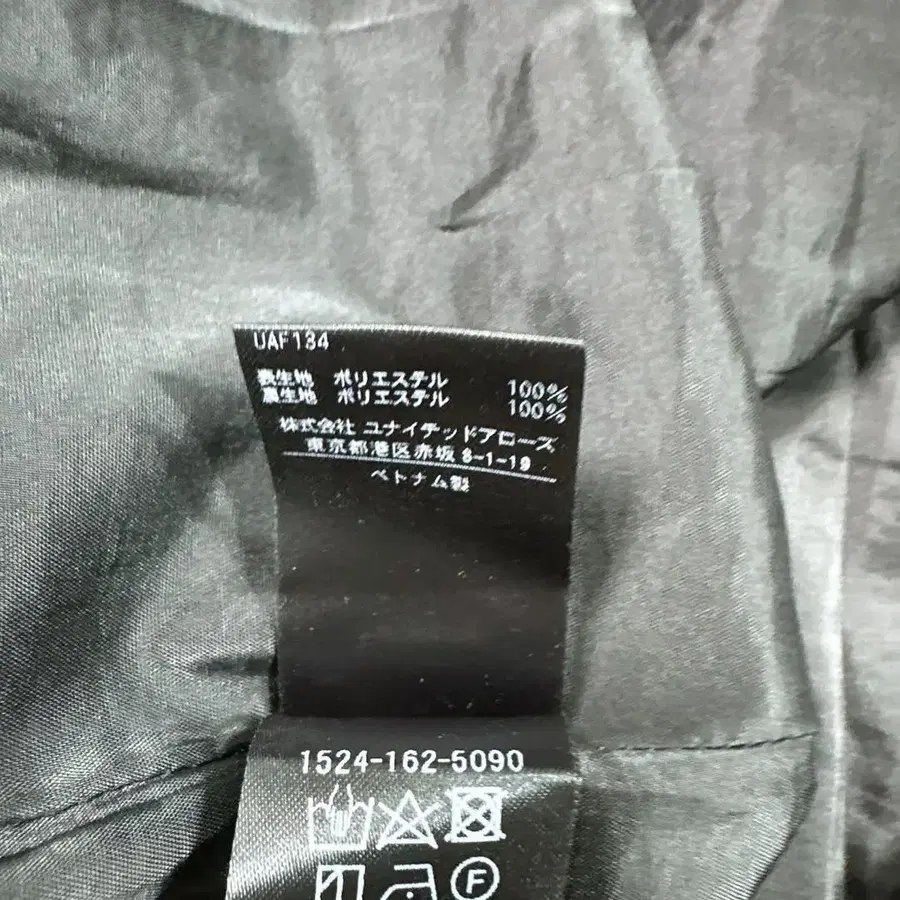 UAF134
表生地 ポリエステル 100%
裏生地 ポリエステル 100%
株式会社 ユナイテッドアローズ
東京都港区赤坂 8-1-19
ベトナム製
1524-162-5090
F